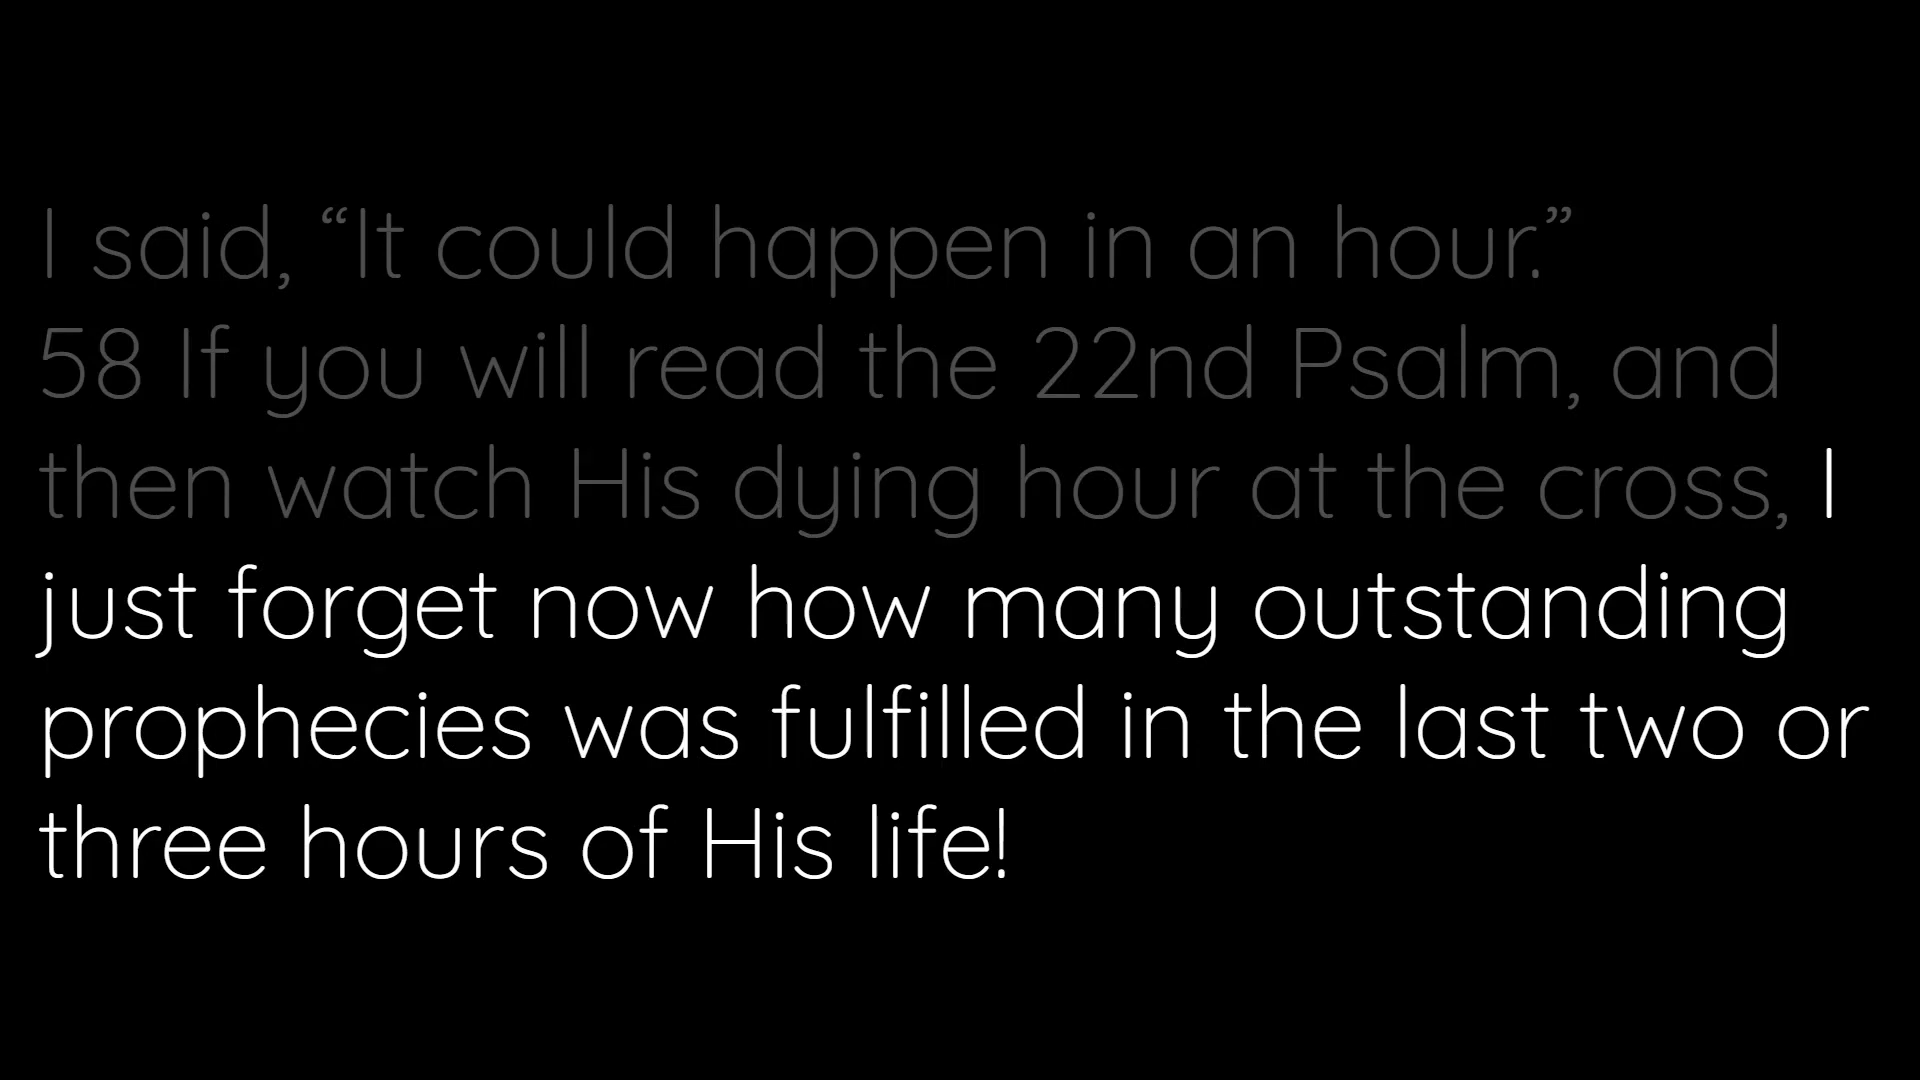 I said, “It could happen in an hour.”
58 If you will read the 22nd Psalm, and
then watch His dying hour at the cross, I
just forget now how many outstanding
prophecies was fulfilled in the last two or
three hours of His life!